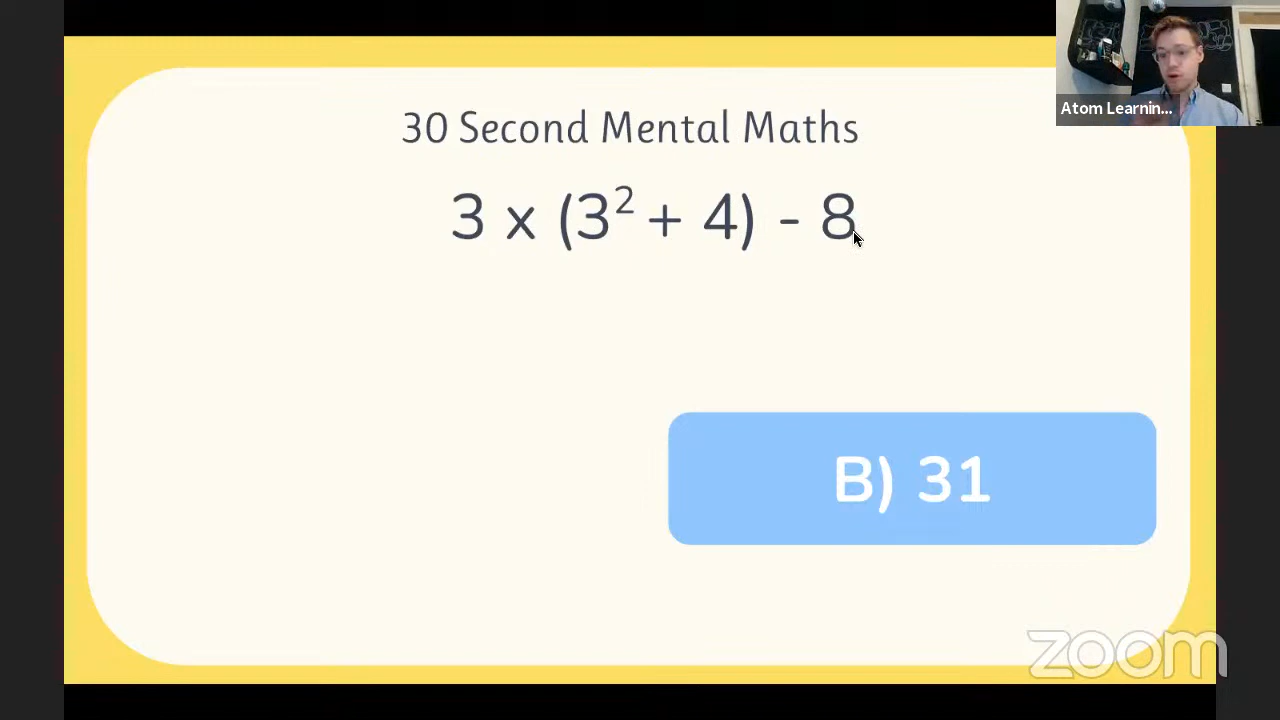 Atom Learnin...
30 Second Mental Maths
3 x (3² + 4) - 8
B) 31
zoom